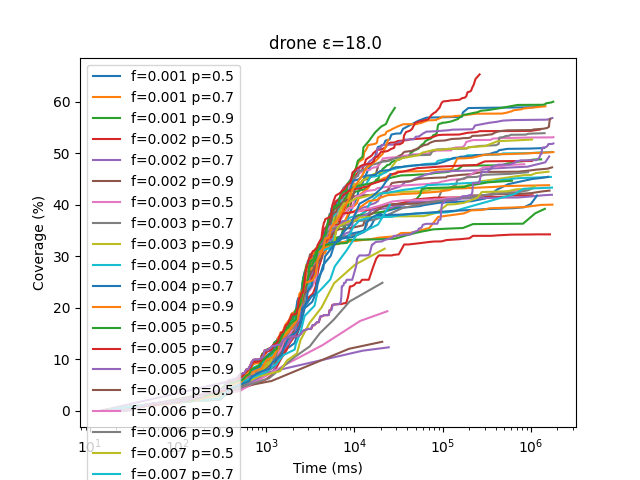 drone ε=18.0
Coverage (%)
60
50
40
30
20
10
0
f=0.001 p=0.5
f=0.001 p=0.7
f=0.001 p=0.9
f=0.002 p=0.5
f=0.002 p=0.7
f=0.002 p=0.9
f=0.003 p=0.5
f=0.003 p=0.7
f=0.003 p=0.9
f=0.004 p=0.5
f=0.004 p=0.7
f=0.004 p=0.9
f=0.005 p=0.5
f=0.005 p=0.7
f=0.005 p=0.9
f=0.006 p=0.5
f=0.006 p=0.7
f=0.006 p=0.9
f=0.007 p=0.5
f=0.007 p=0.7
10¹ 10² 10³ 10⁴ 10⁵ 10⁶
Time (ms)